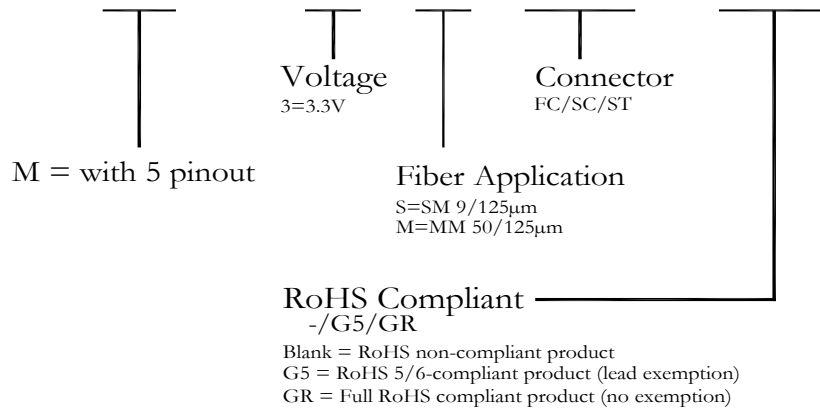 Voltage
3=3.3V
Connector
FC/SC/ST
M = with 5 pinout
Fiber Application
S=SM 9/125μm
M=MM 50/125μm
RoHS Compliant
-/G5/GR
Blank = RoHS non-compliant product
G5 = RoHS 5/6-compliant product (lead exemption)
GR = Full RoHS compliant product (no exemption)